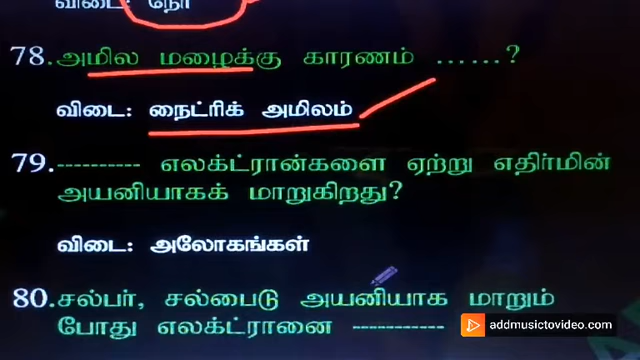 விடை: நேர்
78. அமில மழைக்கு காரணம் ......?
விடை: நைட்ரிக் அமிலம்
79. ---------- எலக்ட்ரான்களை ஏற்று எதிர்மின்
அயனியாகக் மாறுகிறது?
விடை: அலோகங்கள்
80. சல்பர், சல்பைடு அயனியாக மாறும்
போது எலக்ட்ரானை -----------
addmusictovideo.com